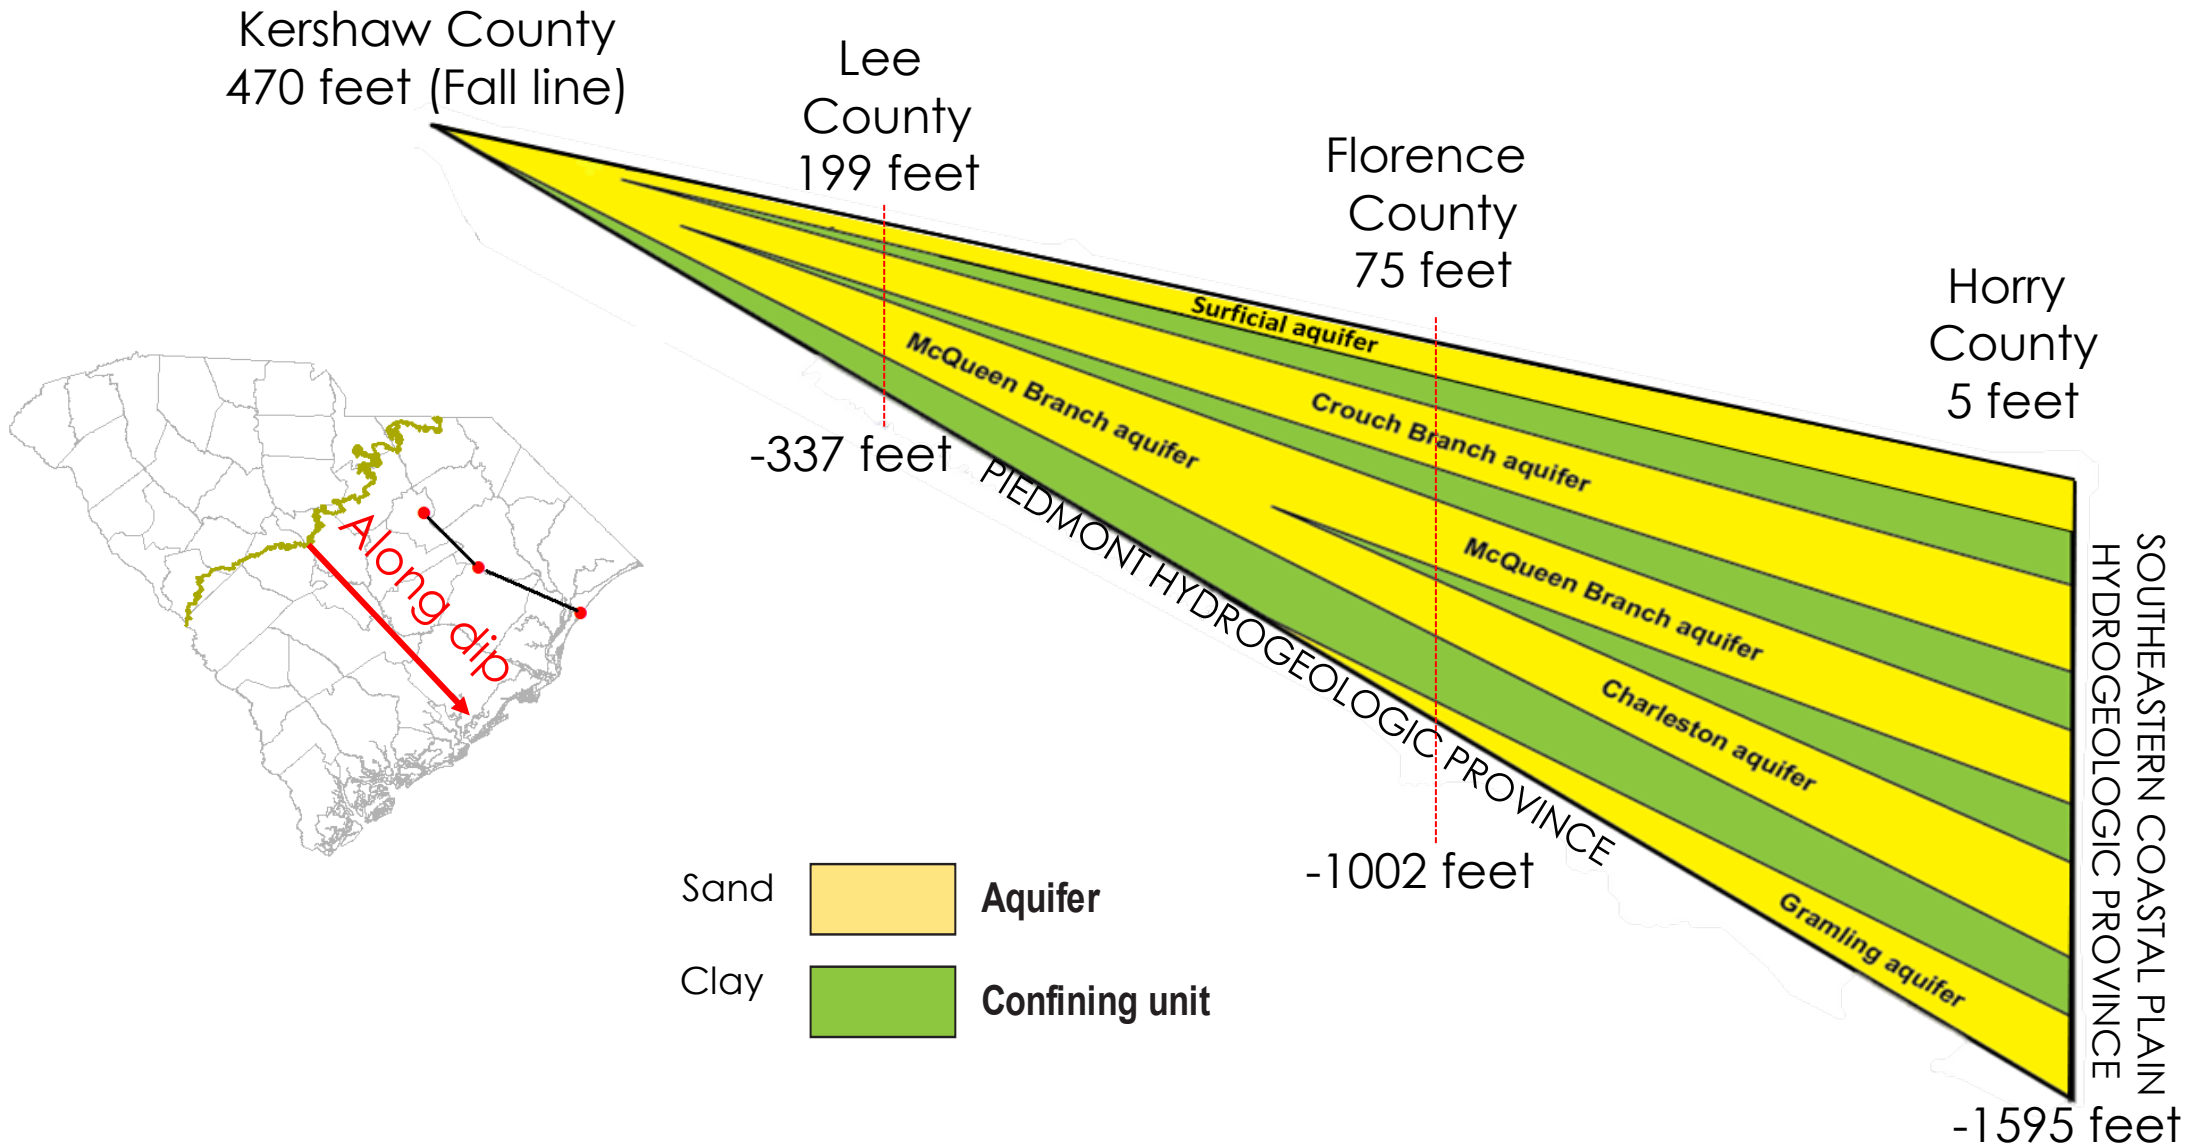 Kershaw County
470 feet (Fall line)
Lee
County
199 feet
Florence
County
75 feet
Horry
County
5 feet
Surficial aquifer
McQueen Branch aquifer
Crouch Branch aquifer
-337 feet
PIEDMONT HYDROGEOLOGIC PROVINCE
McQueen Branch aquifer
Charleston aquifer
Gramling aquifer
SOUTHEASTERN COASTAL PLAIN
HYDROGEOLOGIC PROVINCE
Along dip
-1002 feet
Sand
Aquifer
Clay
Confining unit
-1595 feet